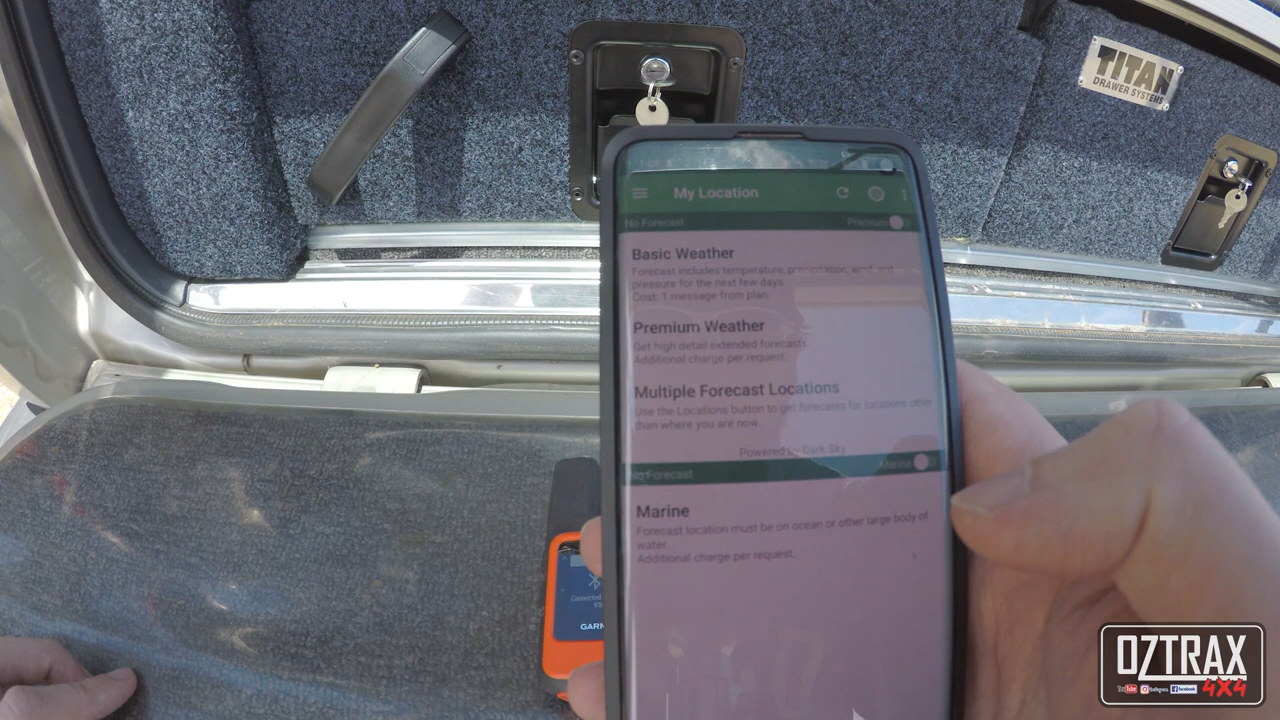 TITAN
DRAWER SYSTEMS
My Location
No Forecast
Premium
Basic Weather
Forecast includes temperature, precipitation, wind, and
pressure for the next few days.
Cost: 1 message from plan.
Premium Weather
Get high detail extended forecasts.
Additional charge per request.
Multiple Forecast Locations
Use the Locations button to get forecasts for locations other
than where you are now.
Powered by Dark Sky
No Forecast
Marine
Marine
Forecast location must be on ocean or other large body of
water.
Additional charge per request.
Connected
GARM
OZTRAX
4X4
YouTube
Instagram
facebook